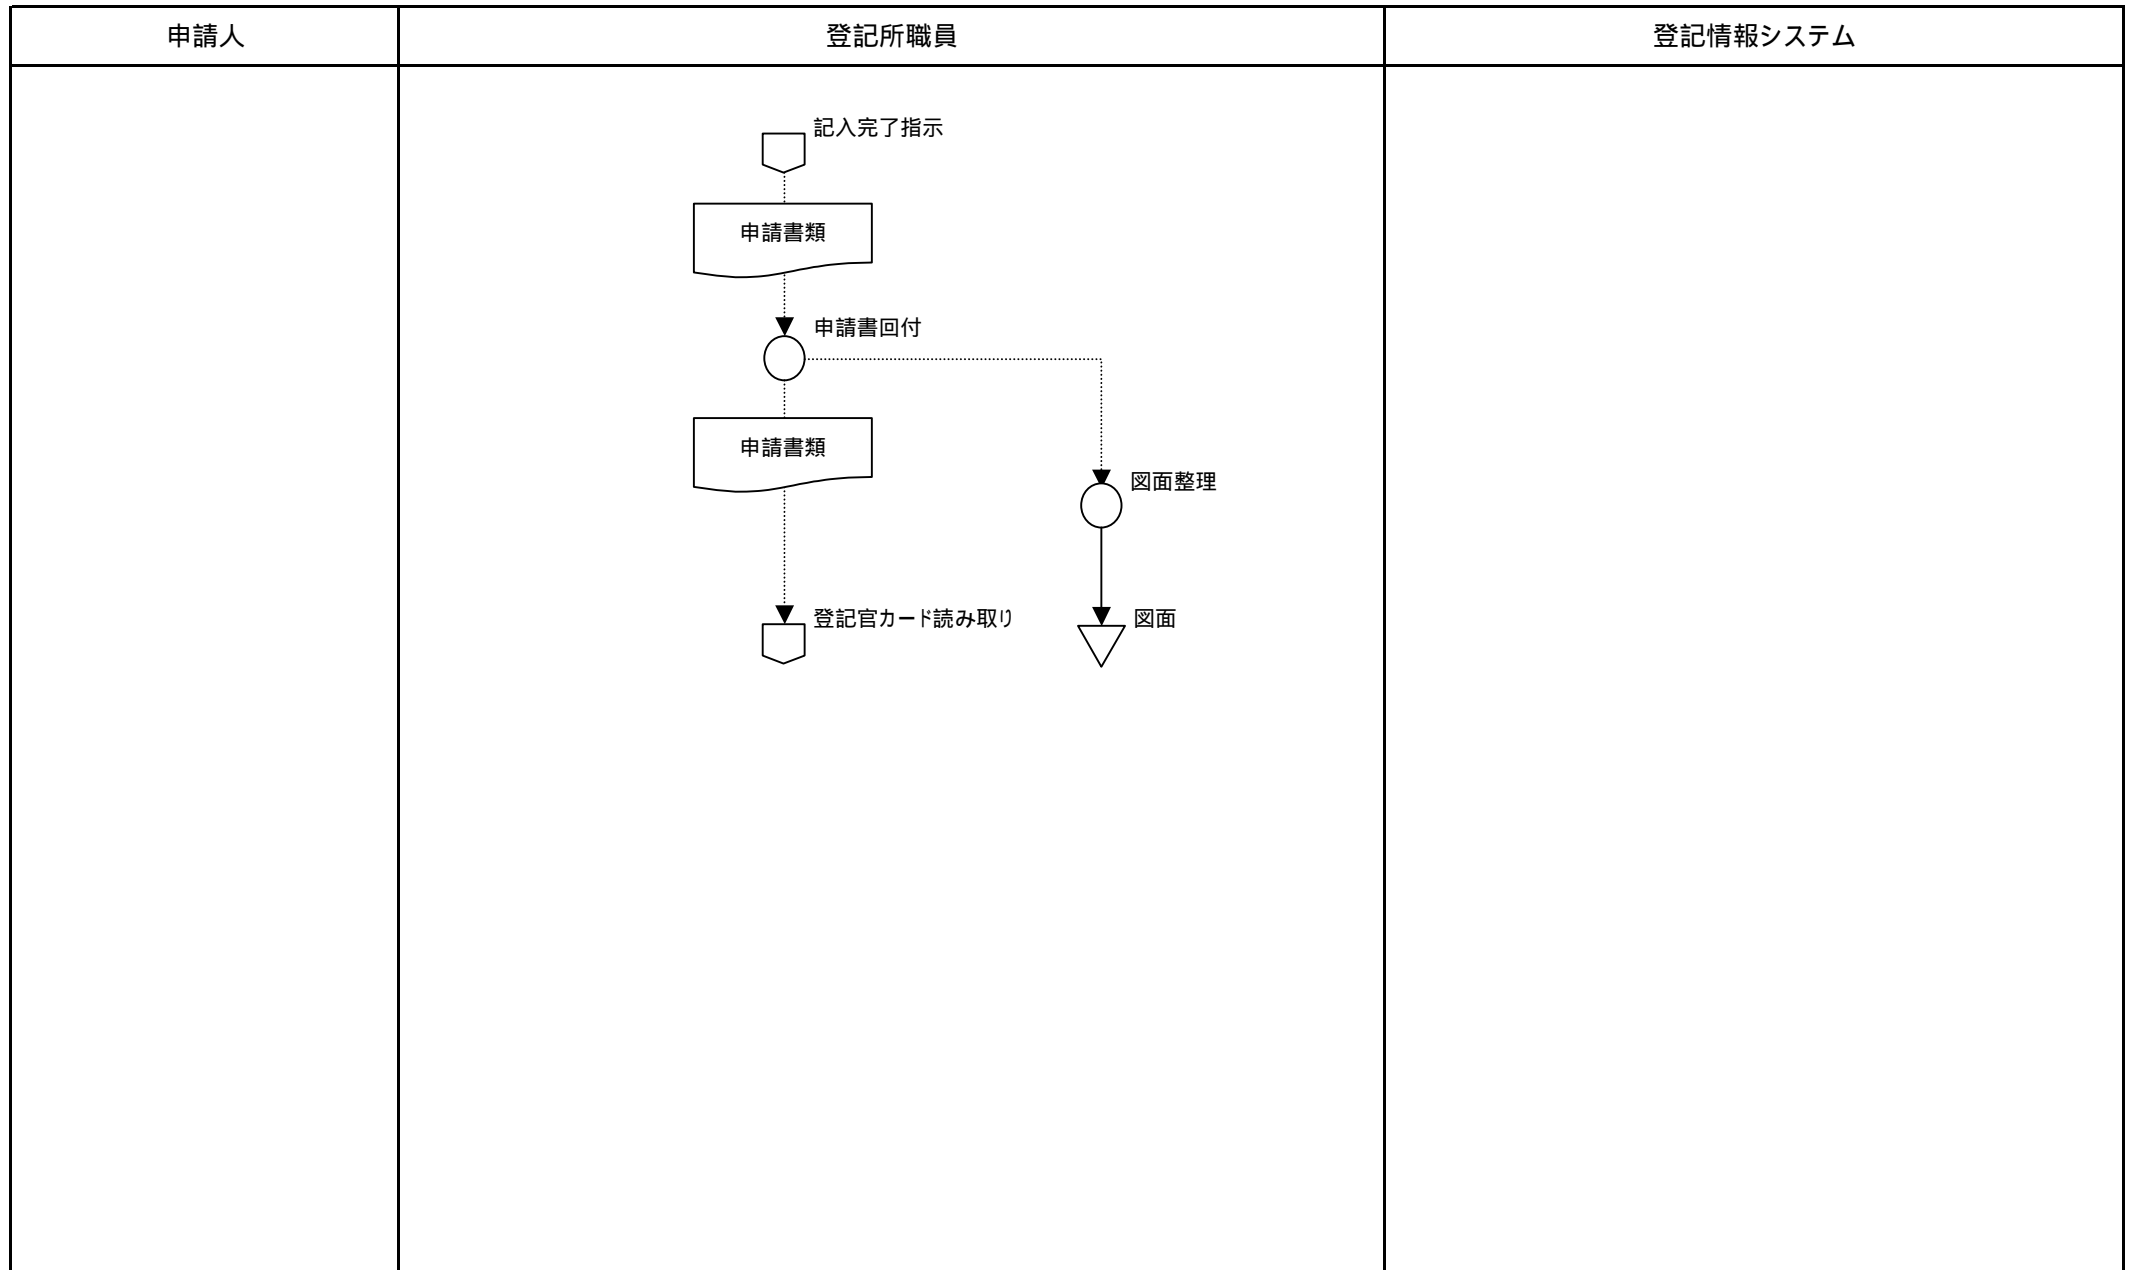 申請人
登記所職員
登記情報システム
記入完了指示
申請書類
申請書回付
申請書類
図面整理
登記官カード読み取り
図面